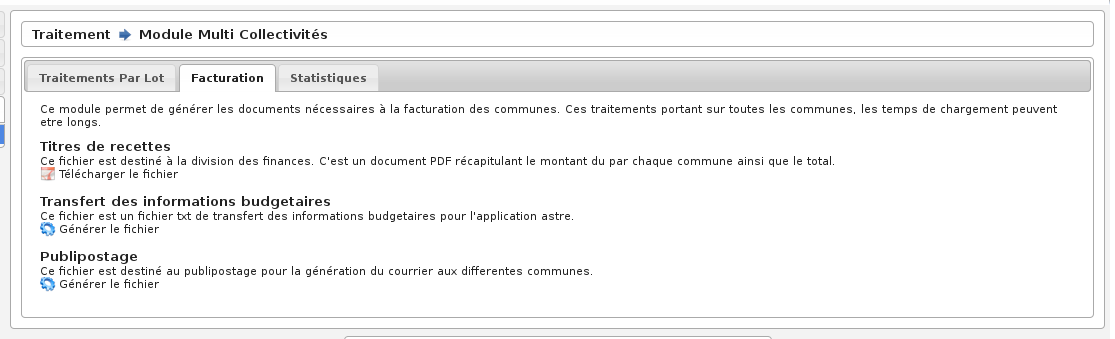 Traitement Module Multi Collectivités
Traitements Par Lot Facturation Statistiques
Ce module permet de générer les documents nécessaires à la facturation des communes. Ces traitements portant sur toutes les communes, les temps de chargement peuvent
etre longs.
Titres de recettes
Ce fichier est destiné à la division des finances. C'est un document PDF récapitulant le montant du par chaque commune ainsi que le total.
Télécharger le fichier
Transfert des informations budgetaires
Ce fichier est un fichier txt de transfert des informations budgetaires pour l'application astre.
Générer le fichier
Publipostage
Ce fichier est destiné au publipostage pour la génération du courrier aux differentes communes.
Générer le fichier